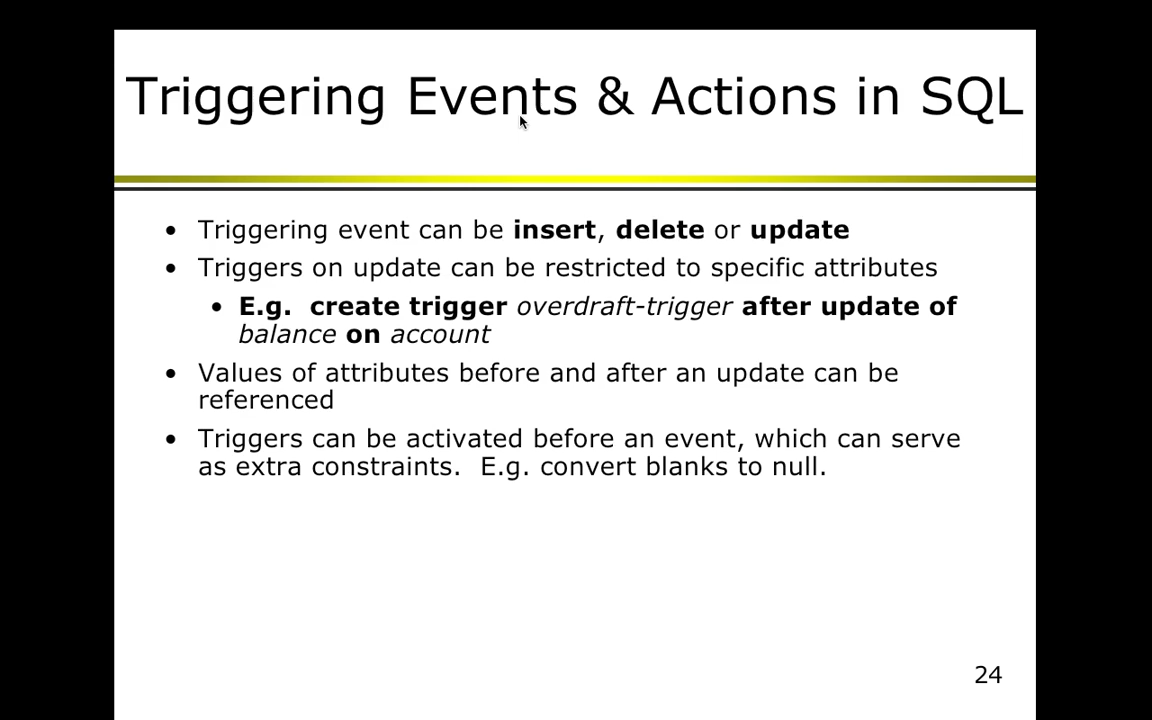 Triggering Events & Actions in SQL
• Triggering event can be insert, delete or update
• Triggers on update can be restricted to specific attributes
• E.g.  create trigger overdraft-trigger after update of
balance on account
• Values of attributes before and after an update can be
referenced
• Triggers can be activated before an event, which can serve
as extra constraints.  E.g. convert blanks to null.
24